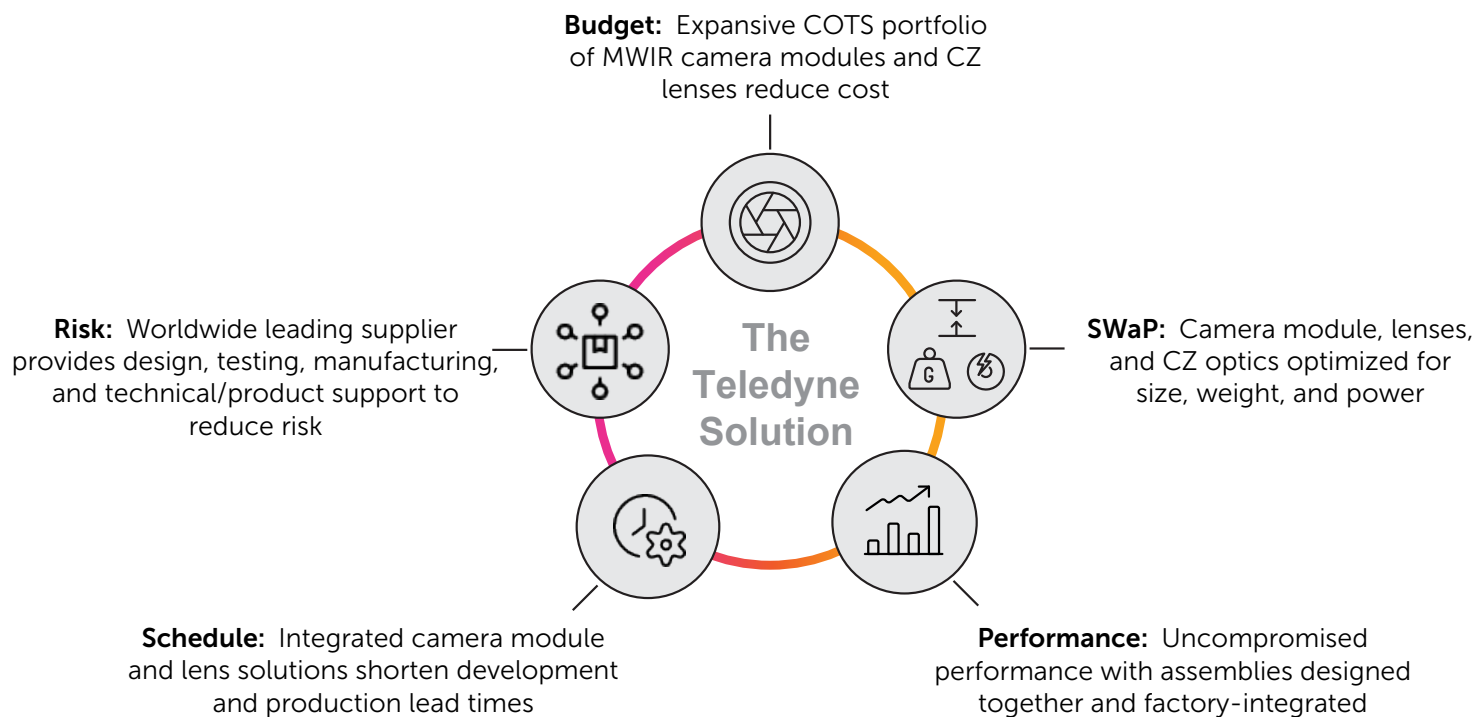 Budget: Expansive COTS portfolio
of MWIR camera modules and CZ
lenses reduce cost
Risk: Worldwide leading supplier
provides design, testing, manufacturing,
and technical/product support to
reduce risk
The
Teledyne
Solution
SWaP: Camera module, lenses,
and CZ optics optimized for
size, weight, and power
G
Schedule: Integrated camera module
and lens solutions shorten development
and production lead times
Performance: Uncompromised
performance with assemblies designed
together and factory-integrated